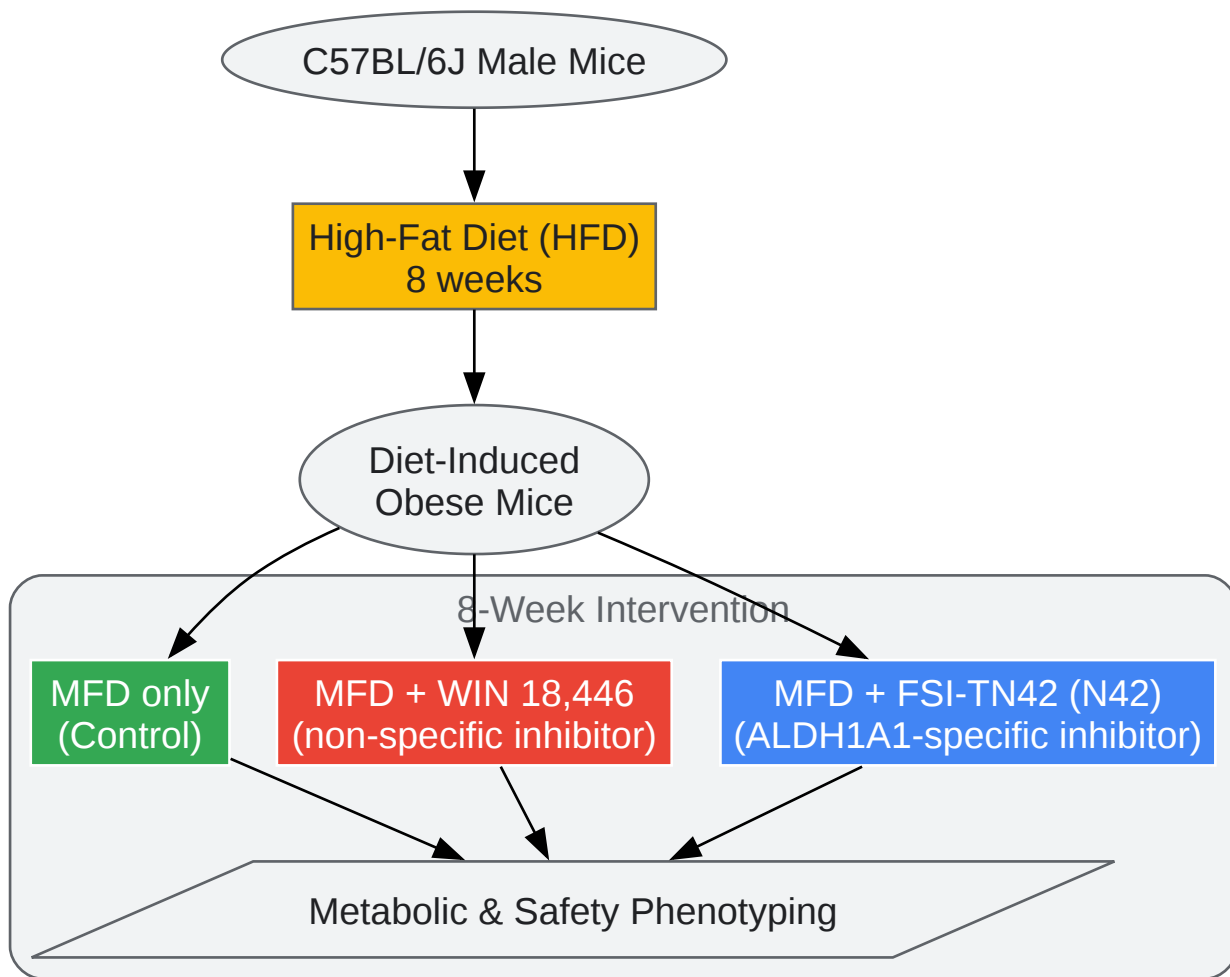 C57BL/6J Male Mice
High-Fat Diet (HFD)
8 weeks
Diet-Induced
Obese Mice
8-Week Intervention
MFD only
(Control)
MFD + WIN 18,446
(non-specific inhibitor)
MFD + FSI-TN42 (N42)
(ALDH1A1-specific inhibitor)
Metabolic & Safety Phenotyping